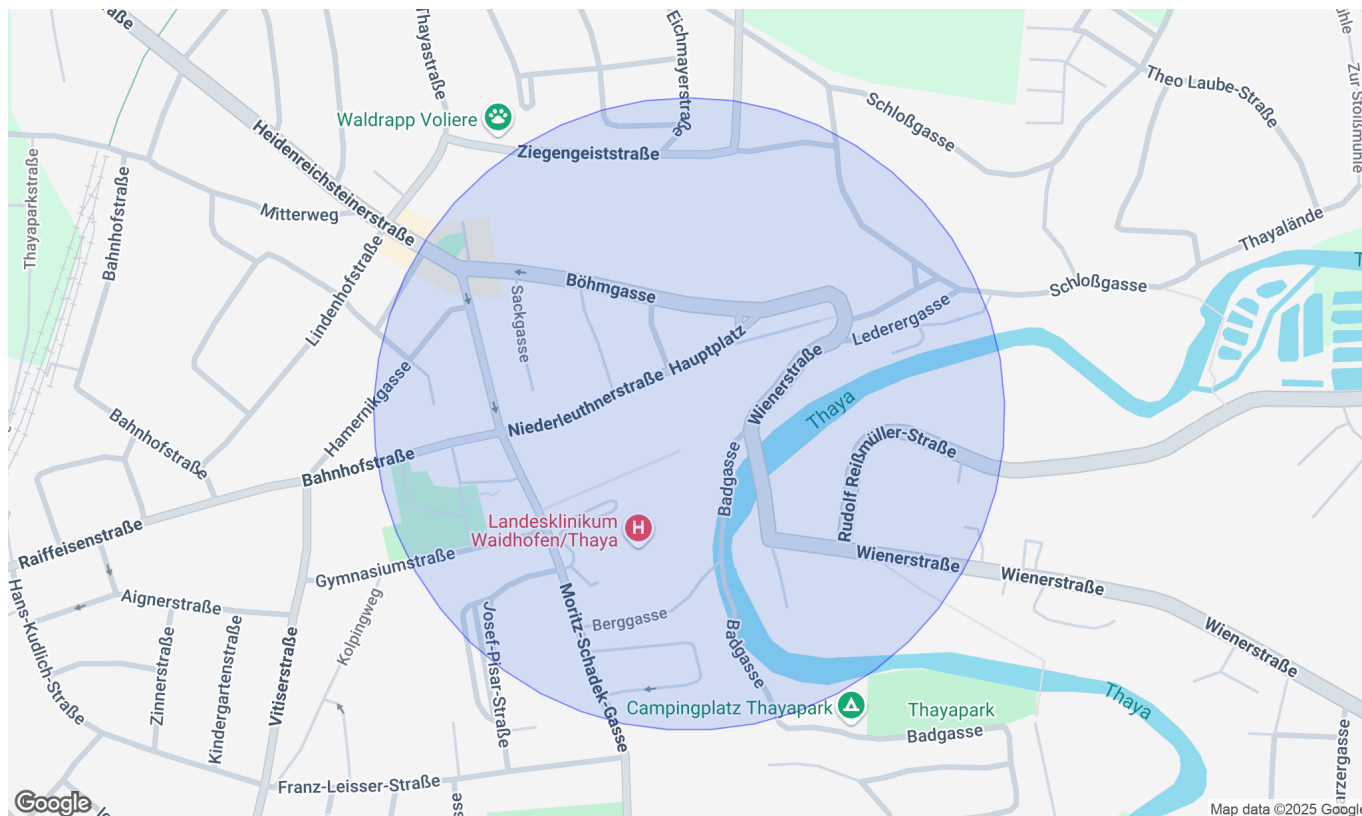 Thayastraße
Eichmayerstraße
Zur Stoißmühle
Theo Laube-Straße
Schloßgasse
Waldrapp Voliere
Heidenreichsteinerstraße
Ziegengeiststraße
Thayaparkstraße
Bahnhofstraße
Mitterweg
Thayalände
Lindenhofstraße
Böhmgasse
Sackgasse
Schloßgasse
Lederergasse
Hauptplatz
Niederleuthnerstraße
Wienerstraße
Thaya
Hamernikgasse
Bahnhofstraße
Bahnhofstraße
Badgasse
Rudolf Reißmüller-Straße
Raiffeisenstraße
Landesklinikum
Waidhofen/Thaya
H
Gymnasiumstraße
Wienerstraße
Wienerstraße
Hans-Kudlich-Straße
Aignerstraße
Kolpingweg
Josef-Pisar-Straße
Moritz-Schadek-Gasse
Berggasse
Badgasse
Wienerstraße
Zinnerstraße
Kindergartenstraße
Vitiserstraße
Campingplatz Thayapark
Thayapark
Badgasse
Thaya
Franz-Leisser-Straße
Google
Map data ©2025 Google